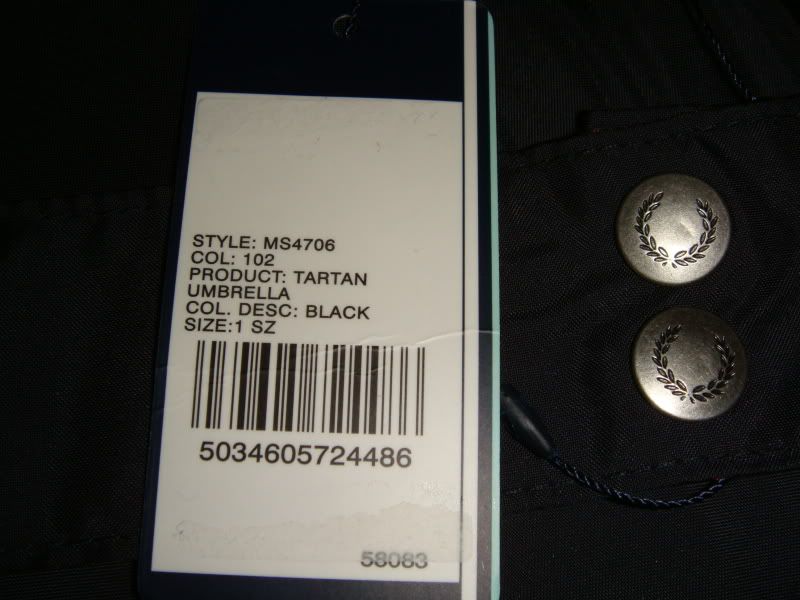 STYLE: MS4706
COL: 102
PRODUCT: TARTAN
UMBRELLA
COL. DESC: BLACK
SIZE:1 SZ
5034605724486
58083